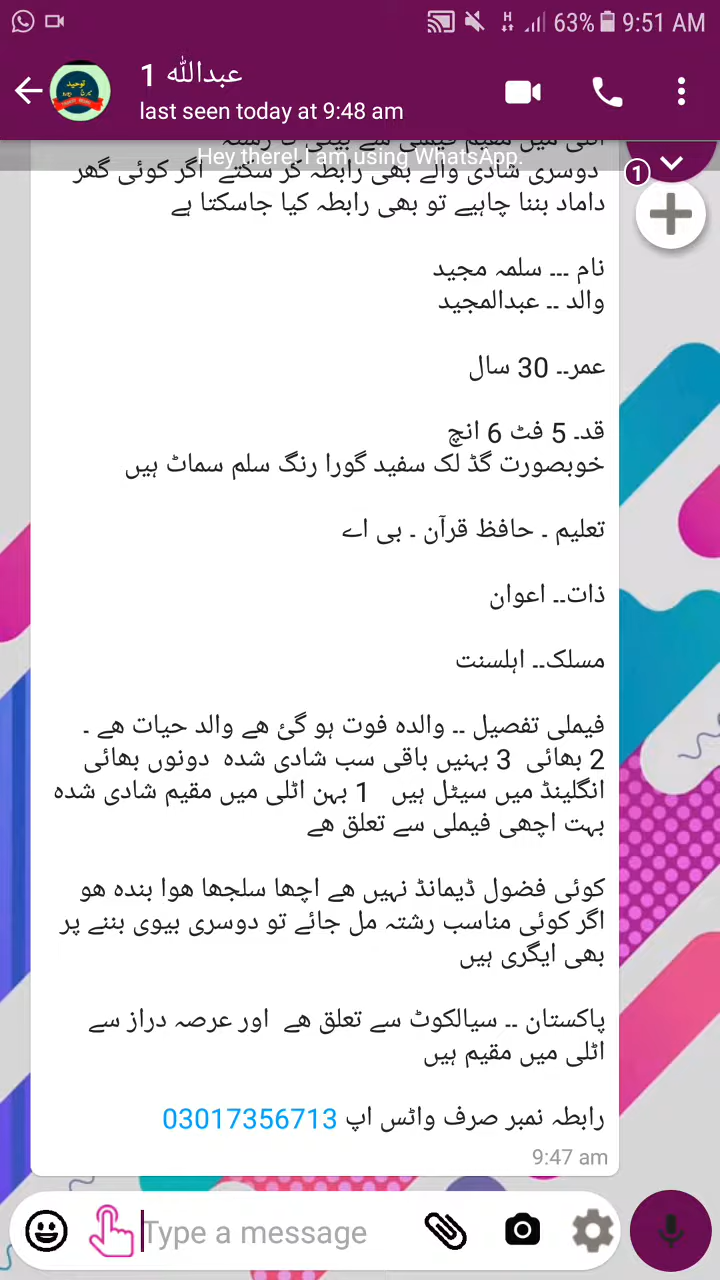 63% 9:51 AM
عبدالله 1
last seen today at 9:48 am
Hey there! I am using WhatsApp.
1
دوسری شادی والے بھی رابطہ کر سکتے اگر کوئی گھر
داماد بننا چاہیے تو بھی رابطہ کیا جاسکتا ہے
نام ۔۔۔ سلمہ مجید
والد ۔۔ عبدالمجید
عمر۔۔ 30 سال
قد۔ 5 فٹ 6 انچ
خوبصورت گڈ لک سفید گورا رنگ سلم سماٹ ہیں
تعلیم ۔ حافظ قرآن ۔ بی اے
ذات۔۔ اعوان
مسلک۔۔ اہلسنت
فیملی تفصیل ۔۔ والدہ فوت ہو گئ ھے والد حیات ھے ۔
2 بھائی 3 بہنیں باقی سب شادی شدہ دونوں بھائی
انگلینڈ میں سیٹل ہیں 1 بہن اٹلی میں مقیم شادی شدہ
بہت اچھی فیملی سے تعلق ھے
کوئی فضول ڈیمانڈ نہیں ھے اچھا سلجھا ھوا بندہ ھو
اگر کوئی مناسب رشتہ مل جائے تو دوسری بیوی بننے پر
بھی ایگری ہیں
پاکستان ۔۔ سیالکوٹ سے تعلق ھے اور عرصہ دراز سے
اٹلی میں مقیم ہیں
رابطہ نمبر صرف واٹس اپ 03017356713
9:47 am
Type a message